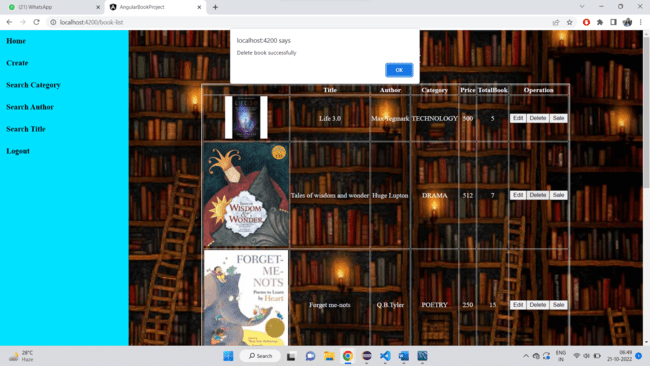 (21) WhatsApp
AngularBookProject
localhost:4200/book-list
localhost:4200 says
Delete book successfully
OK
Home
Create
Search Category
Search Author
Search Title
Logout
Title Author Category Price TotalBook Operation
Life 3.0 Max Tegmark TECHNOLOGY 500 5 Edit Delete Sale
Tales of wisdom and wonder Huge Lupton DRAMA 512 7 Edit Delete Sale
WISDOM
& WONDER
FORGET-
ME-
NOTS
Poems to Learn
by Heart
Forget me-nots Q.B.Tyler POETRY 250 15 Edit Delete Sale
28°C
Haze
Search
ENG
IN
06:49
21-10-2022